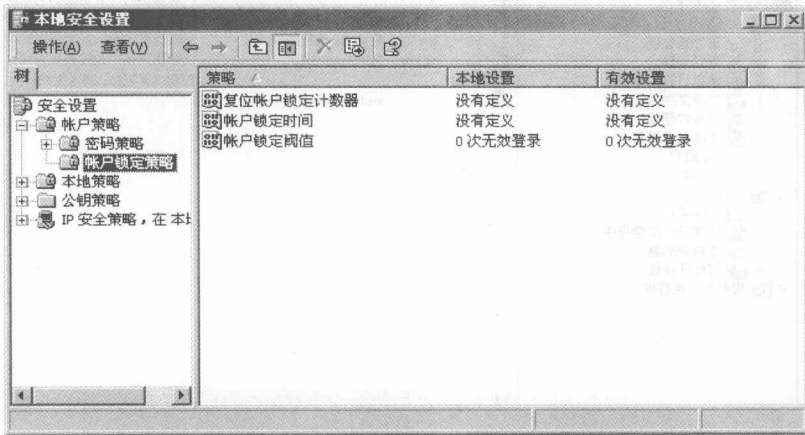 本地安全设置
操作(A) 查看(V)
树
策略 本地设置 有效设置
安全设置
帐户策略
密码策略
帐户锁定策略
本地策略
公钥策略
IP 安全策略，在 本
复位帐户锁定计数器 没有定义 没有定义
帐户锁定时间 没有定义 没有定义
帐户锁定阈值 0 次无效登录 0 次无效登录